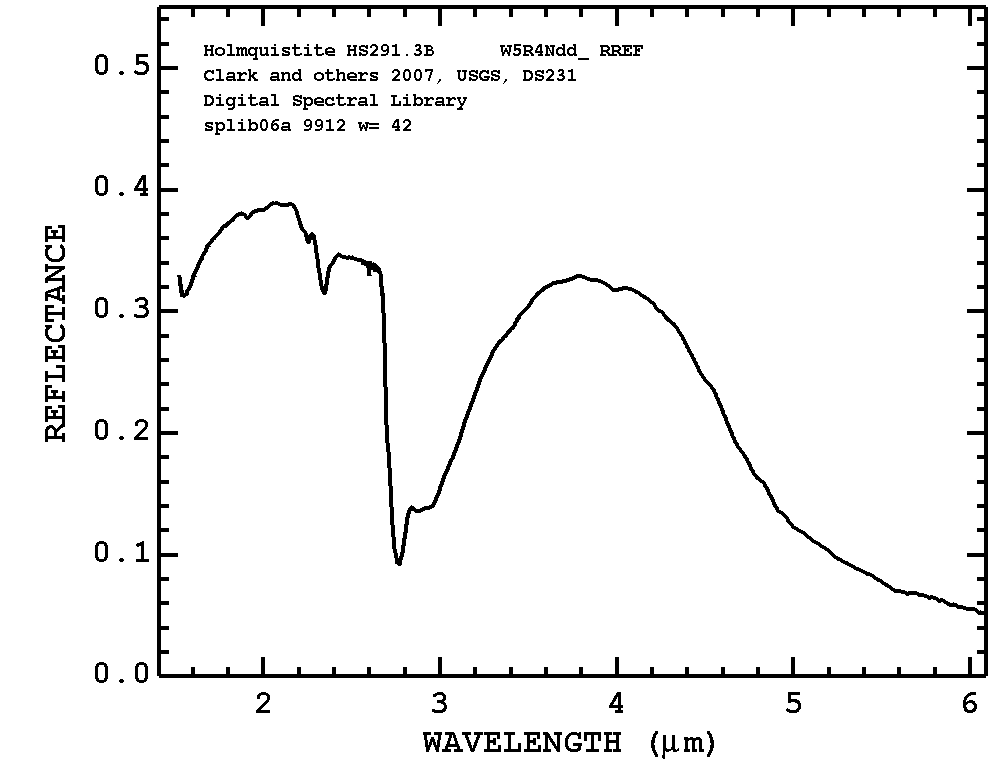 Holmquistite HS291.3B W5R4Ndd_ RREF
Clark and others 2007, USGS, DS231
Digital Spectral Library
splib06a 9912 w= 42
0.5
0.4
0.3
0.2
0.1
0.0
REFLECTANCE
2 3 4 5 6
WAVELENGTH (μm)